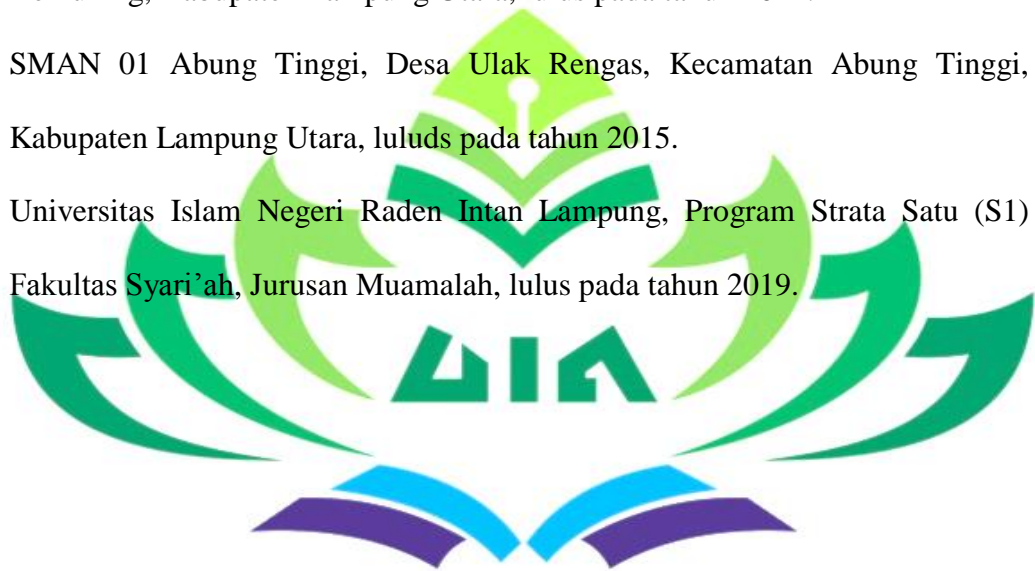 SMAN 01 Abung Tinggi, Desa Ulak Rengas, Kecamatan Abung Tinggi,
Kabupaten Lampung Utara, luluds pada tahun 2015.
Universitas Islam Negeri Raden Intan Lampung, Program Strata Satu (S1)
Fakultas Syari’ah, Jurusan Muamalah, lulus pada tahun 2019.
UIN